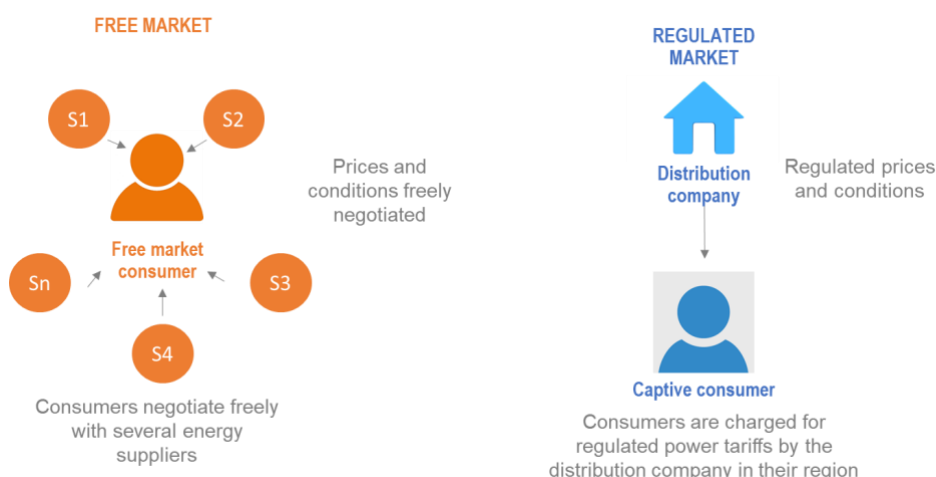 FREE MARKET
S1
S2
Prices and
conditions freely
negotiated
Free market
consumer
Sn
S3
S4
Consumers negotiate freely
with several energy
suppliers
REGULATED
MARKET
Distribution
company
Regulated prices
and conditions
Captive consumer
Consumers are charged for
regulated power tariffs by the
distribution company in their region